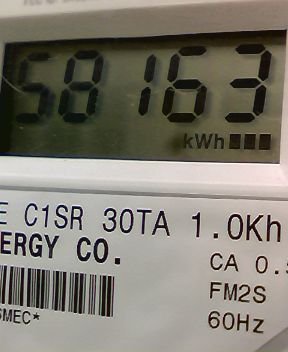 58163
kWh
E C1SR 30TA 1.0Kh
ERGY CO.
CA 0.5
FM2S
SMEC*
60Hz